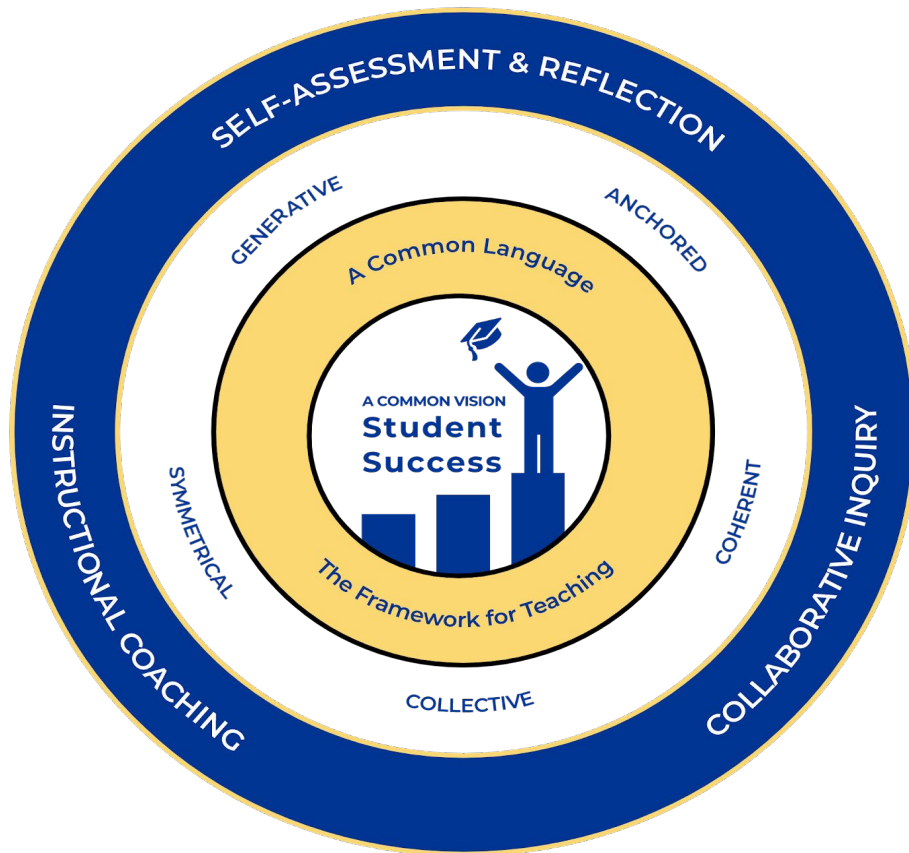 SELF-ASSESSMENT & REFLECTION
GENERATIVE
ANCHORED
A Common Language
A COMMON VISION
Student
Success
INSTRUCTIONAL COACHING
SYMMETRICAL
COHERENT
COLLABORATIVE INQUIRY
The Framework for Teaching
COLLECTIVE